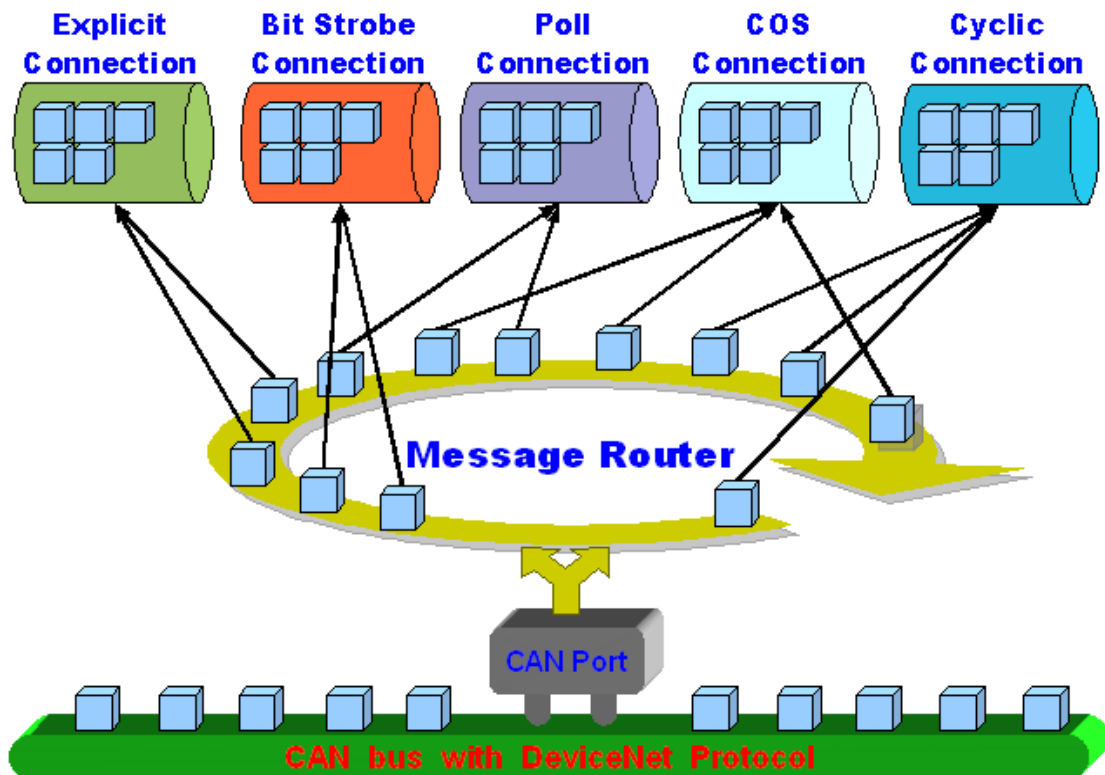 Explicit
Connection
Bit Strobe
Connection
Poll
Connection
COS
Connection
Cyclic
Connection
Message Router
CAN Port
CAN bus with DeviceNet Protocol